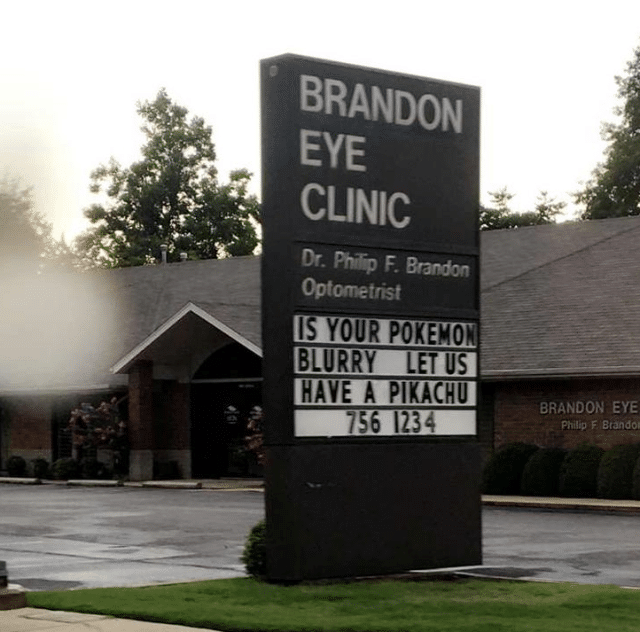 BRANDON
EYE
CLINIC
Dr. Philip F. Brandon
Optometrist
IS YOUR POKEMON
BLURRY LET US
HAVE A PIKACHU
756 1234
BRANDON EYE
Philip F. Brandon